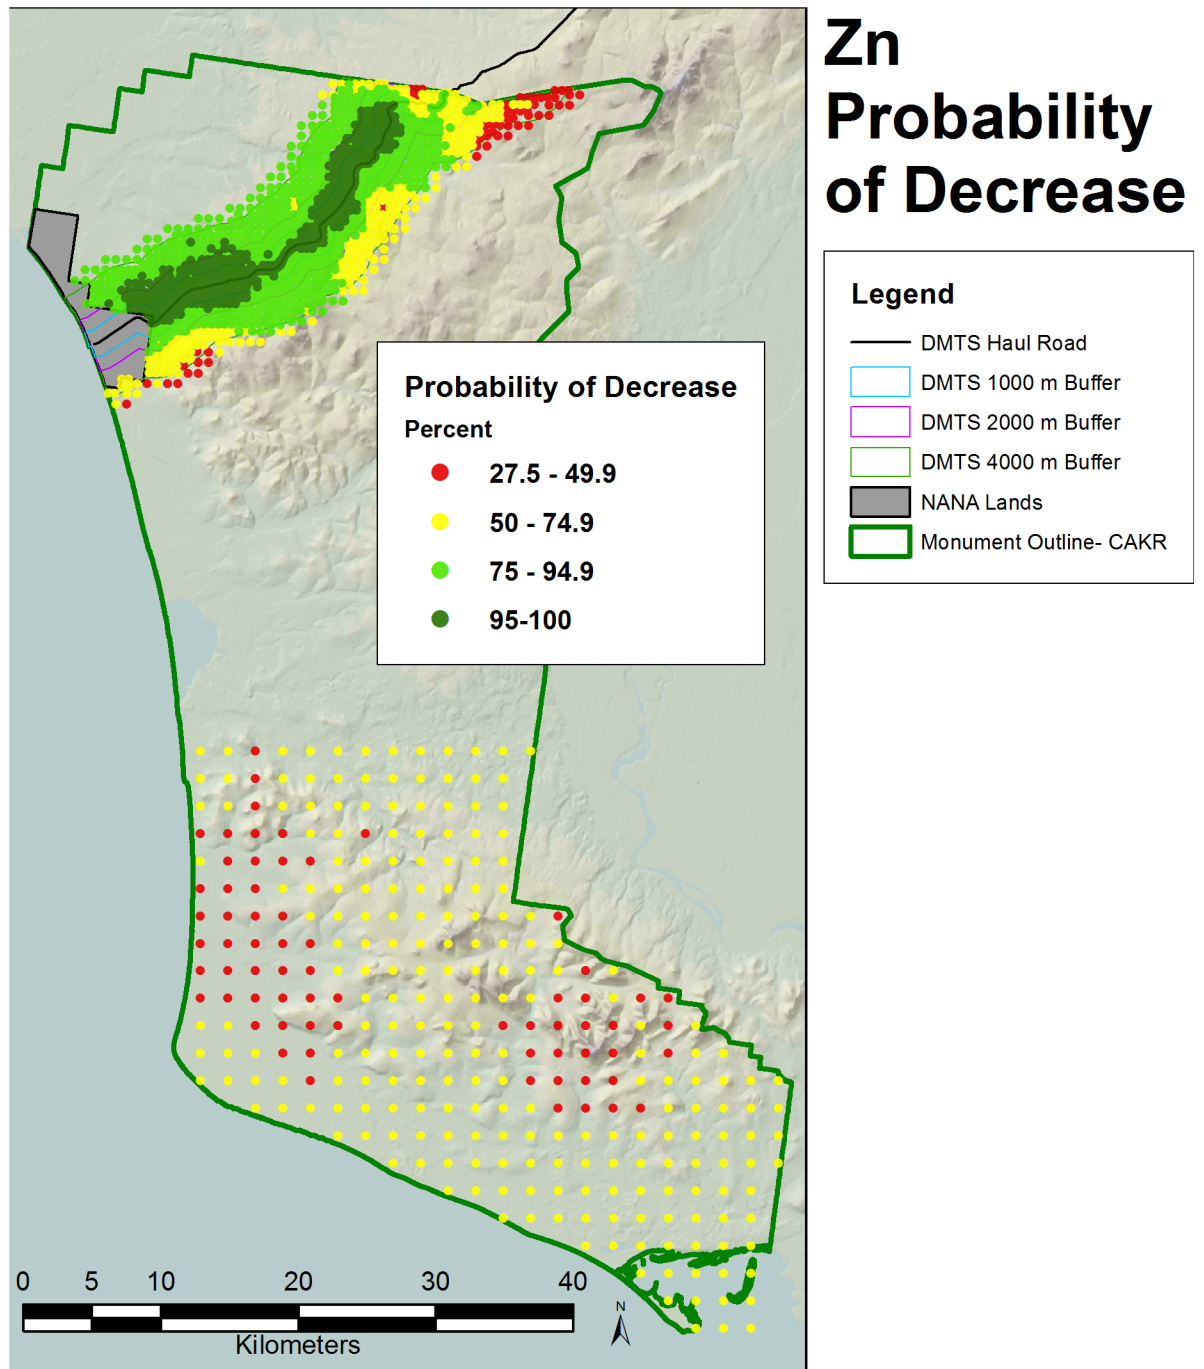 Zn
Probability
of Decrease
Legend
DMTS Haul Road
DMTS 1000 m Buffer
DMTS 2000 m Buffer
DMTS 4000 m Buffer
NANA Lands
Monument Outline- CAKR
Probability of Decrease
Percent
27.5 - 49.9
50 - 74.9
75 - 94.9
95-100
0 5 10 20 30 40
Kilometers
N